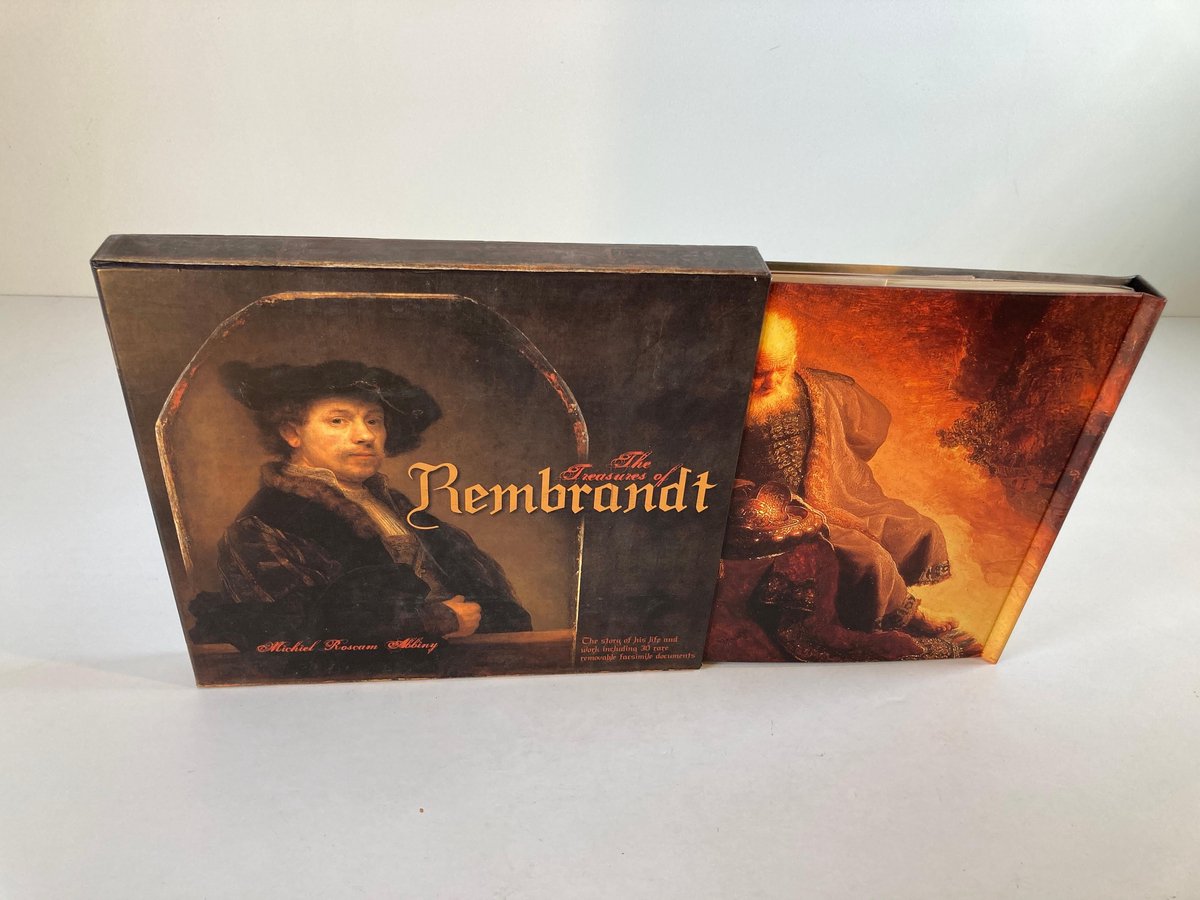 The
Treasures of
Rembrandt
Michiel Roscam Abbing
The story of his life and
work including 30 rare
removable facsimile documents